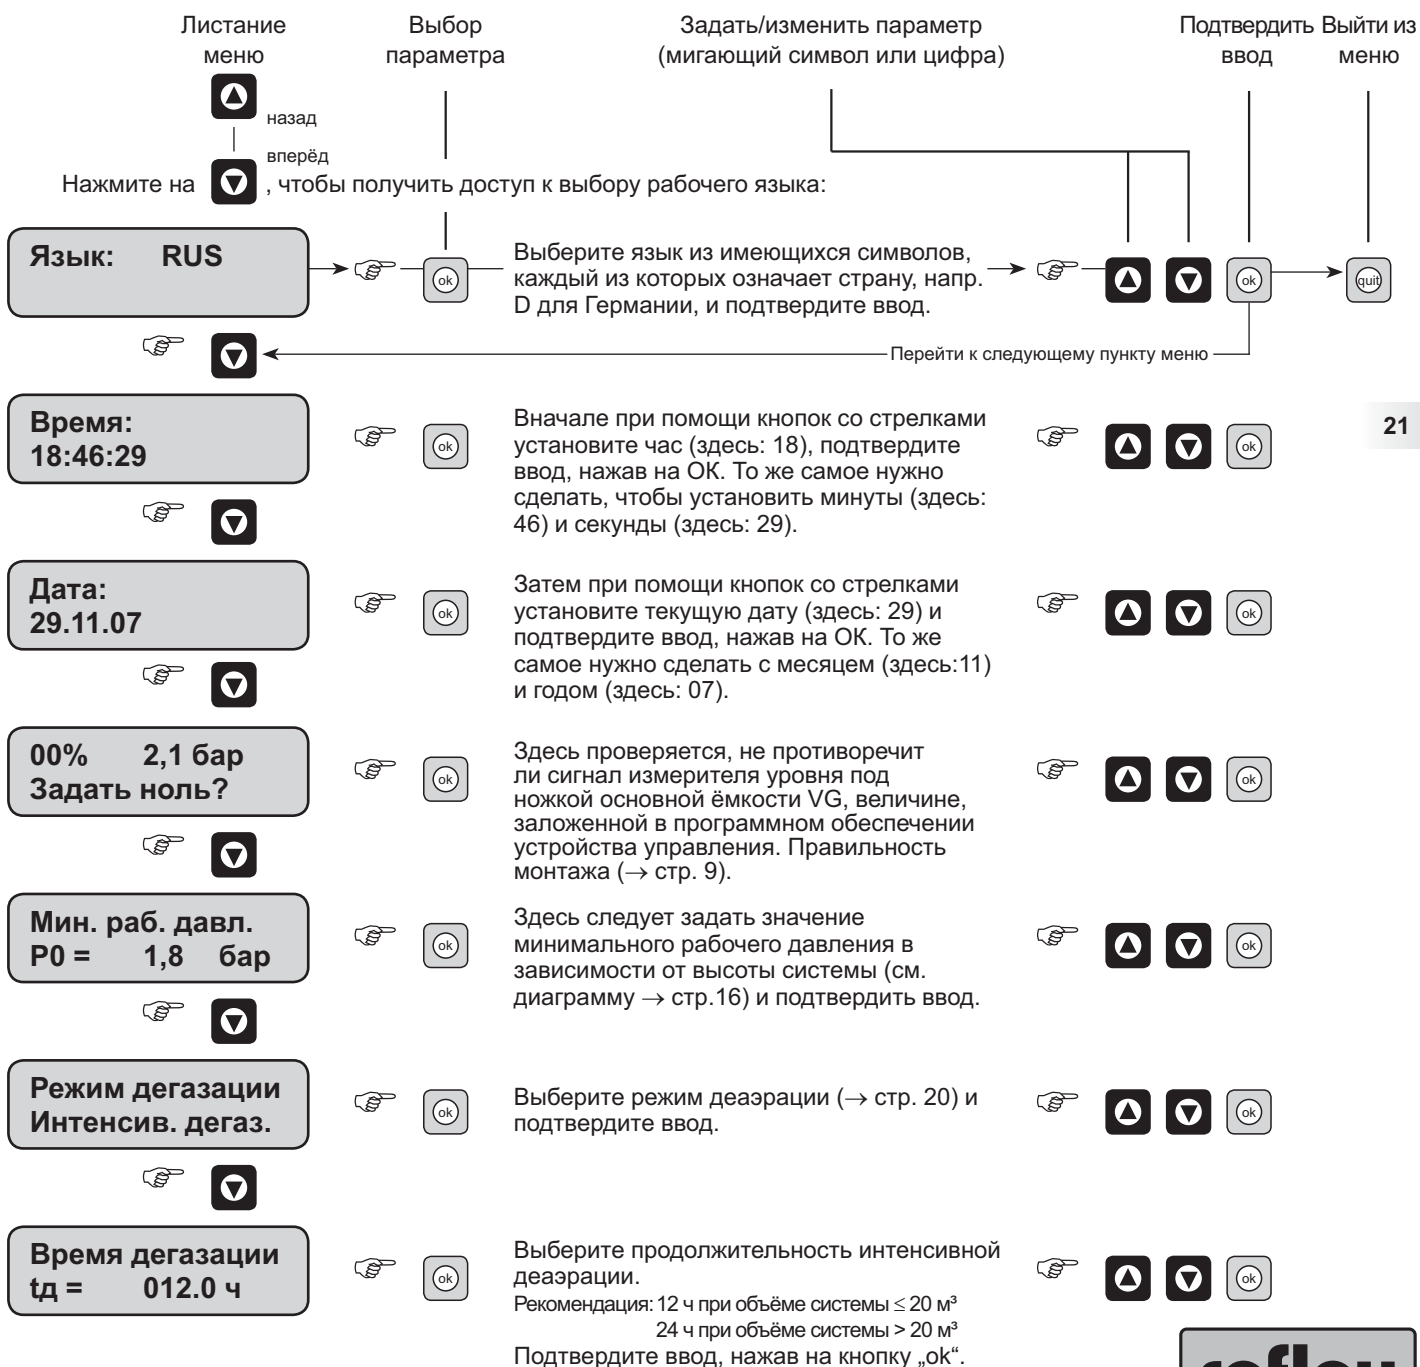 Листание меню
Выбор параметра
Задать/изменить параметр
(мигающий символ или цифра)
Подтвердить ввод
Выйти из меню
назад
вперёд
Нажмите на , чтобы получить доступ к выбору рабочего языка:
Язык: RUS
ok
Выберите язык из имеющихся символов,
каждый из которых означает страну, напр.
D для Германии, и подтвердите ввод.
ok
quit
Перейти к следующему пункту меню
Время:
18:46:29
ok
Вначале при помощи кнопок со стрелками
установите час (здесь: 18), подтвердите
ввод, нажав на ОК. То же самое нужно
сделать, чтобы установить минуты (здесь:
46) и секунды (здесь: 29).
ok
21
Дата:
29.11.07
ok
Затем при помощи кнопок со стрелками
установите текущую дату (здесь: 29) и
подтвердите ввод, нажав на ОК. То же
самое нужно сделать с месяцем (здесь:11)
и годом (здесь: 07).
ok
00% 2,1 бар
Задать ноль?
ok
Здесь проверяется, не противоречит
ли сигнал измерителя уровня под
ножкой основной ёмкости VG, величине,
заложенной в программном обеспечении
устройства управления. Правильность
монтажа (→ стр. 9).
ok
Мин. раб. давл.
P0 = 1,8 бар
ok
Здесь следует задать значение
минимального рабочего давления в
зависимости от высоты системы (см.
диаграмму → стр.16) и подтвердить ввод.
ok
Режим дегазации
Интенсив. дегаз.
ok
Выберите режим деаэрации (→ стр. 20) и
подтвердите ввод.
ok
Время дегазации
tд = 012.0 ч
ok
Выберите продолжительность интенсивной
деаэрации.
Рекомендация: 12 ч при объёме системы ≤ 20 м³
24 ч при объёме системы > 20 м³
Подтвердите ввод, нажав на кнопку „ok“.
ok